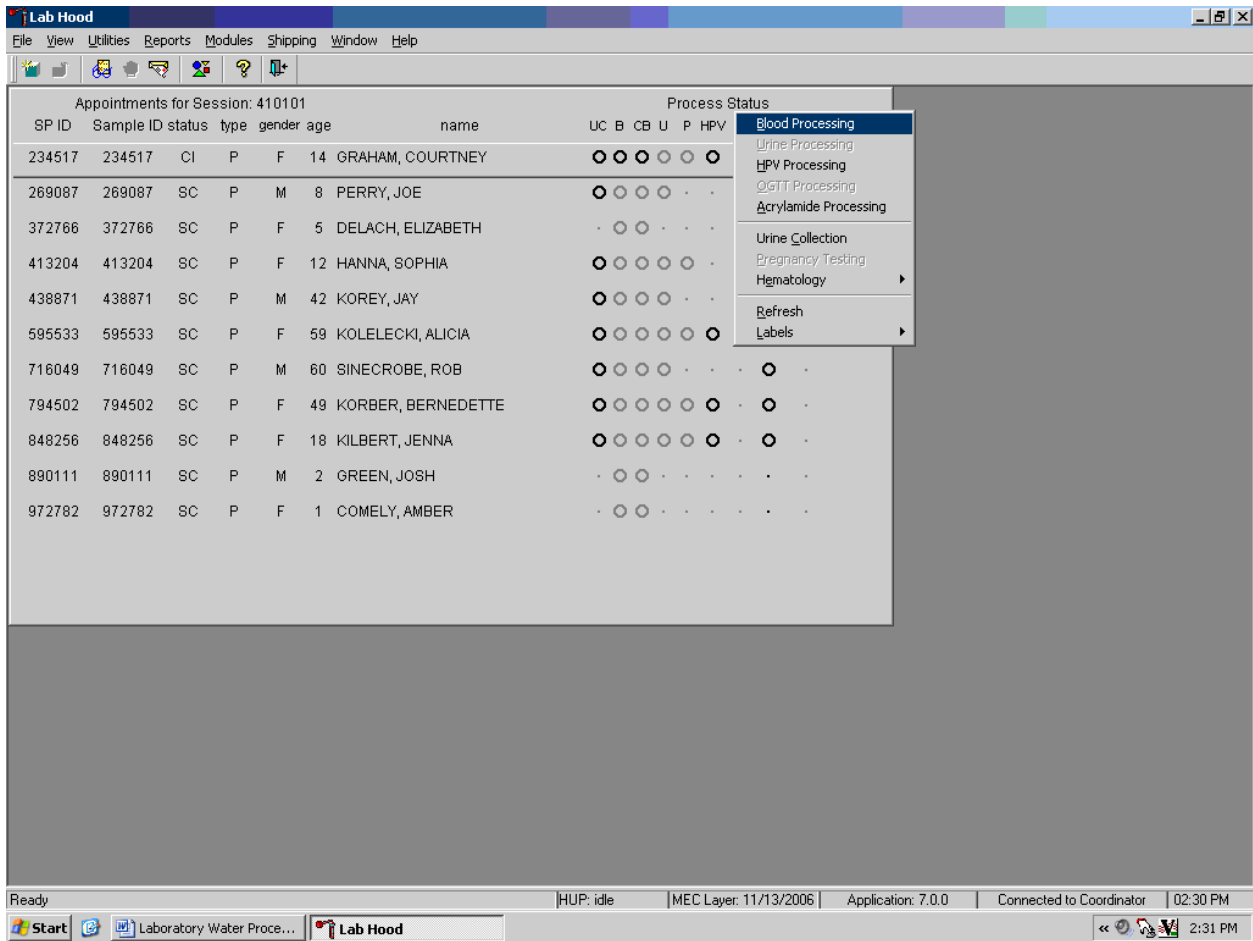 Lab Hood
File View Utilities Reports Modules Shipping Window Help
Appointments for Session: 410101 Process Status
SP ID Sample ID status type gender age name UC B CB U P HPV
234517 234517 CI P F 14 GRAHAM, COURTNEY
269087 269087 SC P M 8 PERRY, JOE
372766 372766 SC P F 5 DELACH, ELIZABETH
413204 413204 SC P F 12 HANNA, SOPHIA
438871 438871 SC P M 42 KOREY, JAY
595533 595533 SC P F 59 KOLELECKI, ALICIA
716049 716049 SC P M 60 SINECROBE, ROB
794502 794502 SC P F 49 KORBER, BERNEDETTE
848256 848256 SC P F 18 KILBERT, JENNA
890111 890111 SC P M 2 GREEN, JOSH
972782 972782 SC P F 1 COMELY, AMBER
Blood Processing
Urine Processing
HPV Processing
OGTT Processing
Acrylamide Processing
Urine Collection
Pregnancy Testing
Hematology
Refresh
Labels
Ready HUP: idle MEC Layer: 11/13/2006 Application: 7.0.0 Connected to Coordinator 02:30 PM
Start Laboratory Water Proce... Lab Hood 2:31 PM